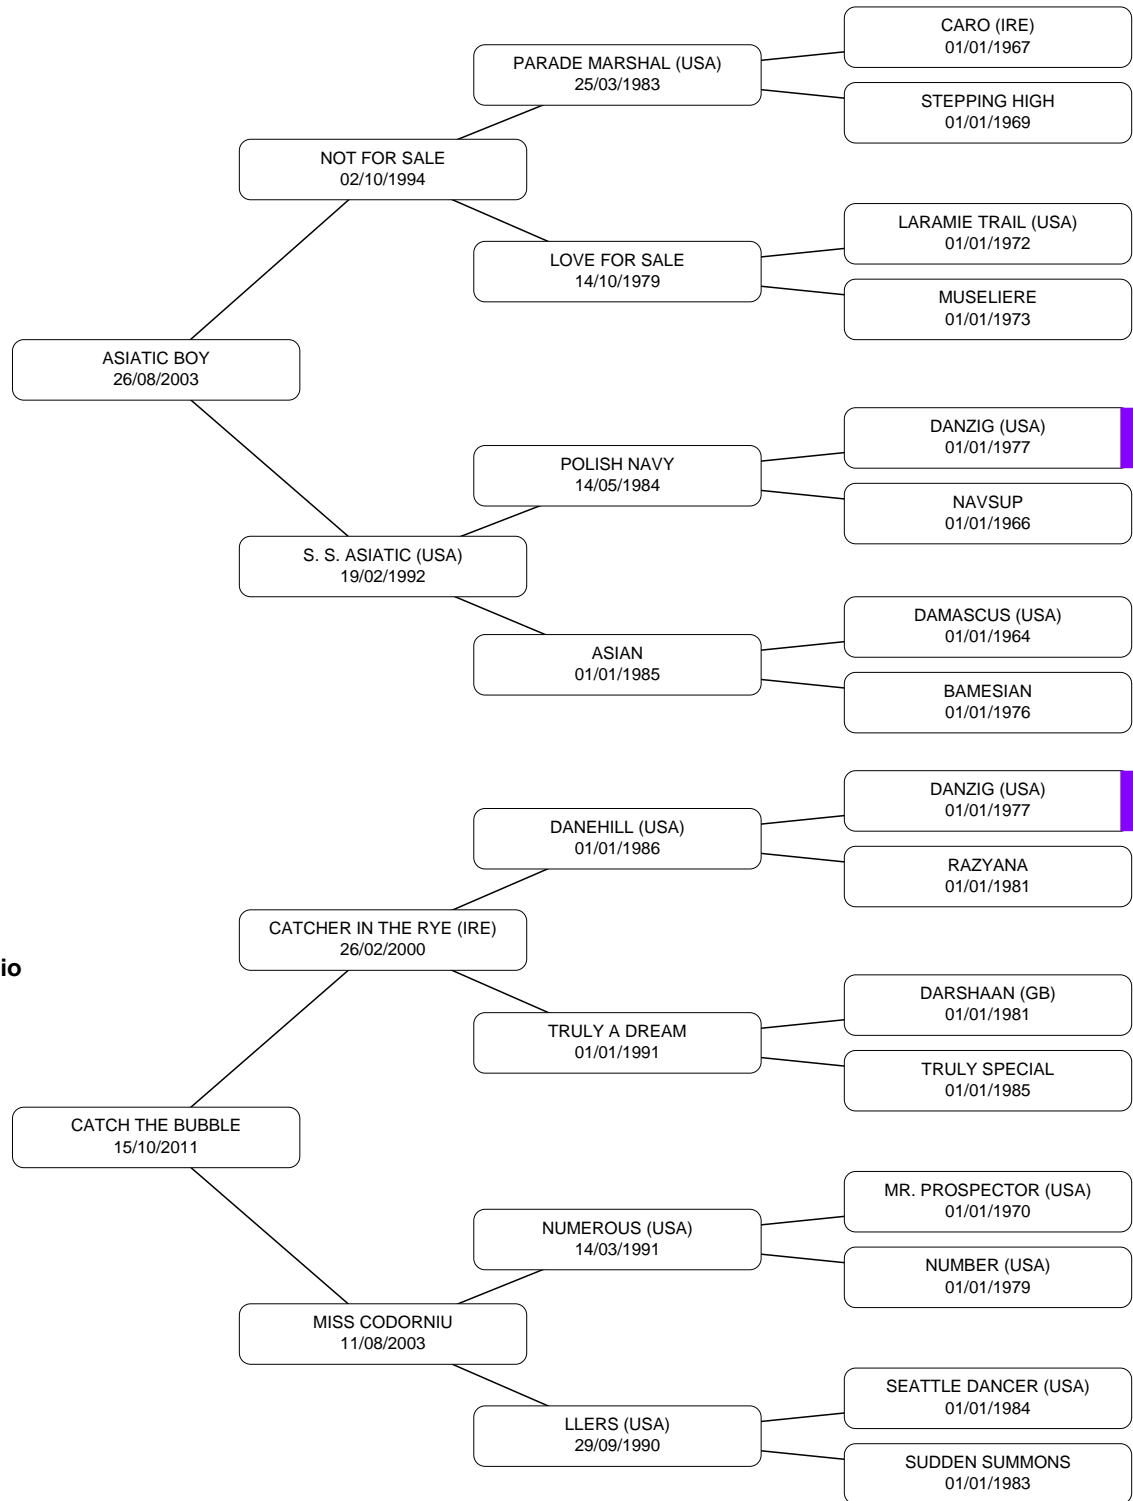 CARO (IRE)
01/01/1967
PARADE MARSHAL (USA)
25/03/1983
STEPPING HIGH
01/01/1969
NOT FOR SALE
02/10/1994
LARAMIE TRAIL (USA)
01/01/1972
LOVE FOR SALE
14/10/1979
MUSELIERE
01/01/1973
ASIATIC BOY
26/08/2003
DANZIG (USA)
01/01/1977
POLISH NAVY
14/05/1984
NAVSUP
01/01/1966
S. S. ASIATIC (USA)
19/02/1992
DAMASCUS (USA)
01/01/1964
ASIAN
01/01/1985
BAMESIAN
01/01/1976
DANZIG (USA)
01/01/1977
DANEHILL (USA)
01/01/1986
RAZYANA
01/01/1981
CATCHER IN THE RYE (IRE)
26/02/2000
io
DARSHAAN (GB)
01/01/1981
TRULY A DREAM
01/01/1991
TRULY SPECIAL
01/01/1985
CATCH THE BUBBLE
15/10/2011
MR. PROSPECTOR (USA)
01/01/1970
NUMEROUS (USA)
14/03/1991
NUMBER (USA)
01/01/1979
MISS CODORNIU
11/08/2003
SEATTLE DANCER (USA)
01/01/1984
LLERS (USA)
29/09/1990
SUDDEN SUMMONS
01/01/1983